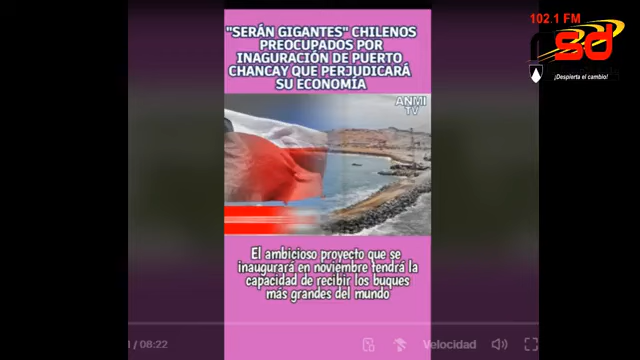 "SERÁN GIGANTES" CHILENOS
PREOCUPADOS POR
INAGURACIÓN DE PUERTO
CHANCAY QUE PERJUDICARÁ
SU ECONOMÍA
102.1 FM
sd
¡Despierta el cambio!
ANMI
TV
El ambicioso proyecto que se
inaugurará en noviembre tendrá la
capacidad de recibir los buques
más grandes del mundo
/ 08:22
Velocidad